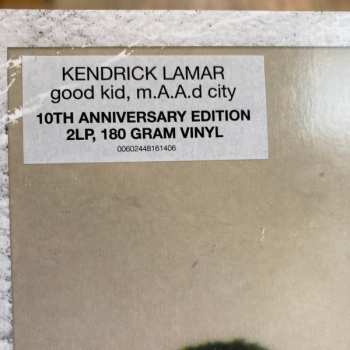 KENDRICK LAMAR
good kid, m.A.A.d city
10TH ANNIVERSARY EDITION
2LP, 180 GRAM VINYL
00602448161406